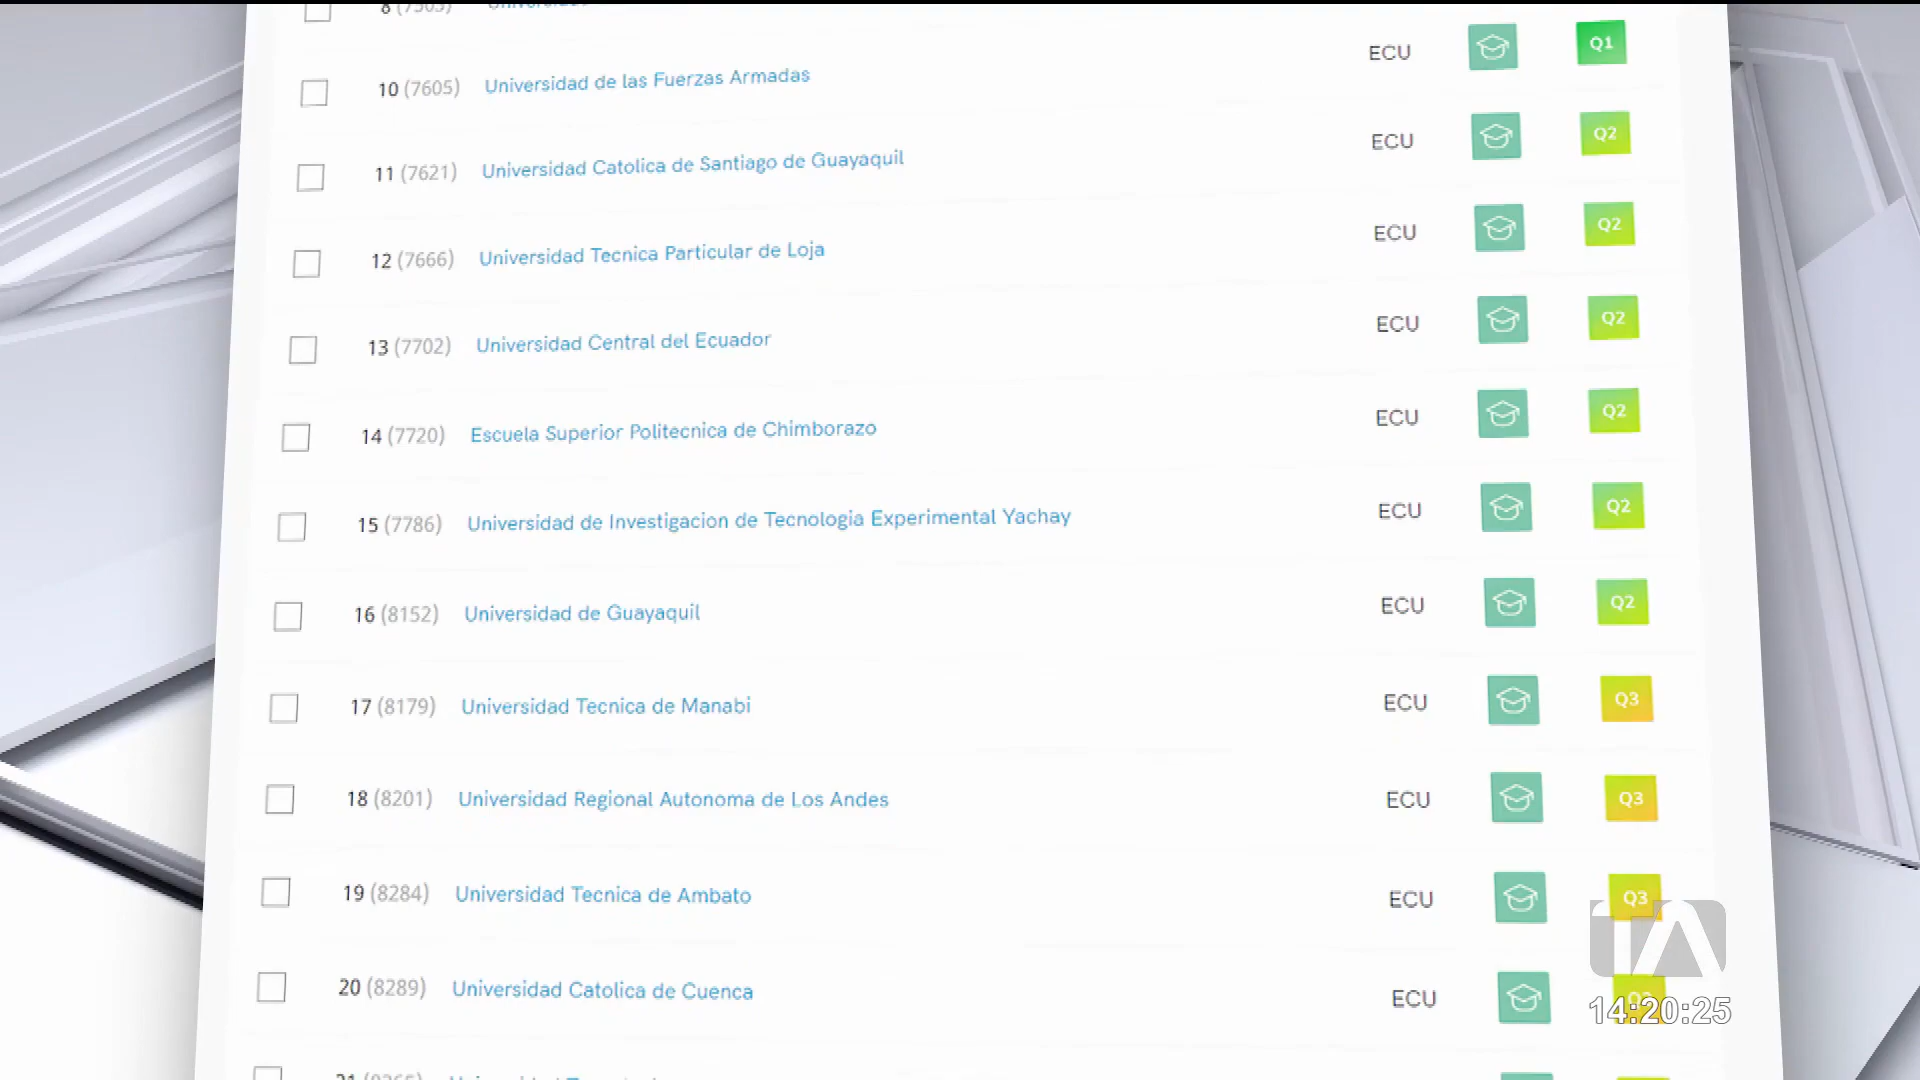 8 (7505)
10 (7605) Universidad de las Fuerzas Armadas ECU Q1
11 (7621) Universidad Catolica de Santiago de Guayaquil ECU Q2
12 (7666) Universidad Tecnica Particular de Loja ECU Q2
13 (7702) Universidad Central del Ecuador ECU Q2
14 (7720) Escuela Superior Politecnica de Chimborazo ECU Q2
15 (7786) Universidad de Investigacion de Tecnologia Experimental Yachay ECU Q2
16 (8152) Universidad de Guayaquil ECU Q2
17 (8179) Universidad Tecnica de Manabi ECU Q3
18 (8201) Universidad Regional Autonoma de Los Andes ECU Q3
19 (8284) Universidad Tecnica de Ambato ECU Q3
20 (8289) Universidad Catolica de Cuenca ECU
TA
14:20:25